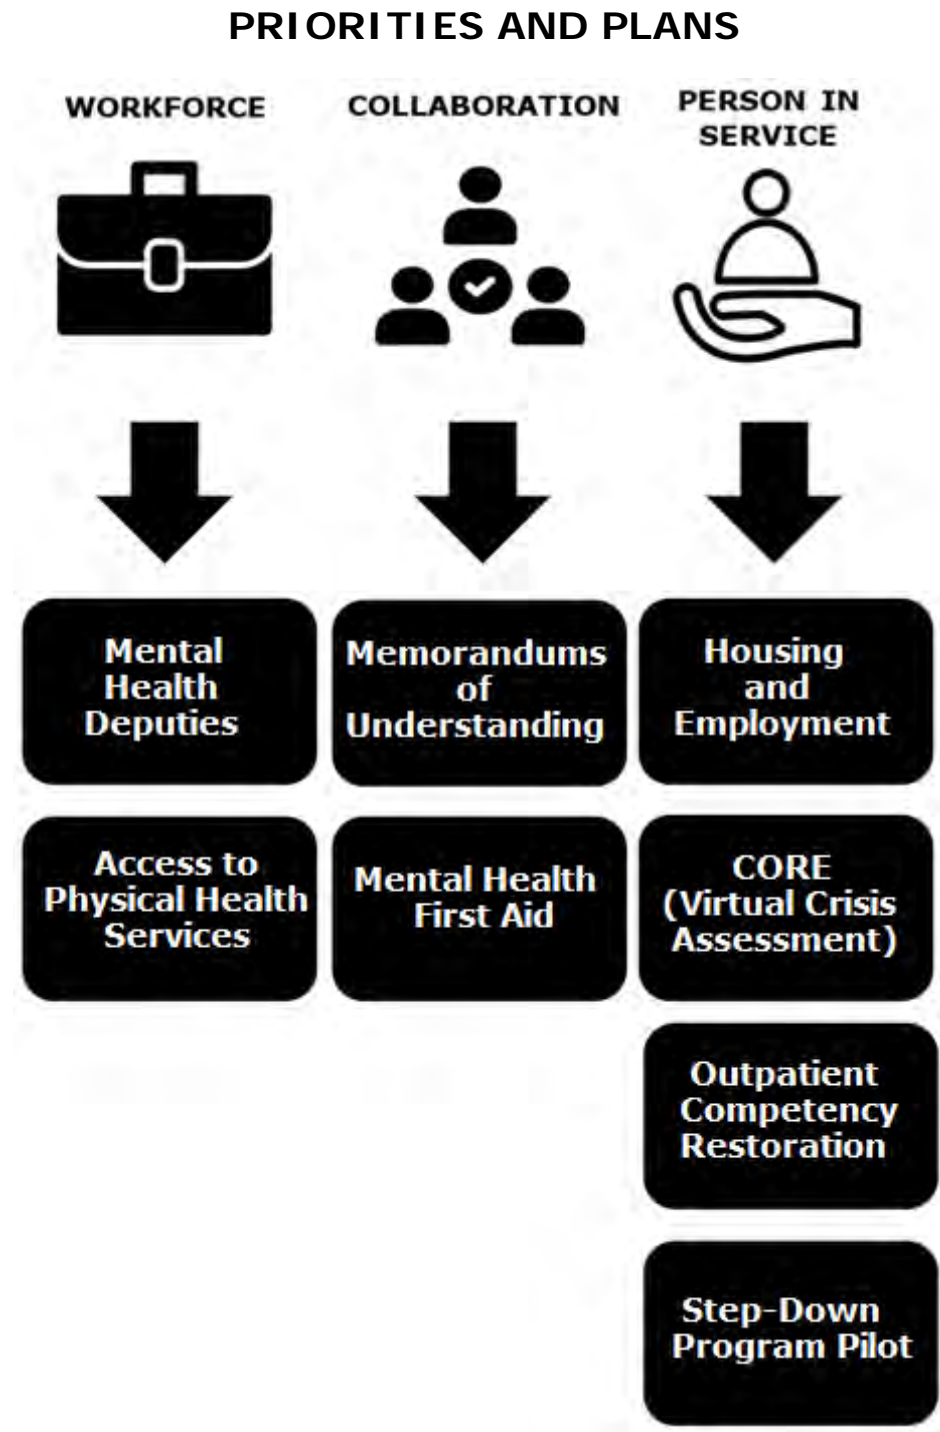 PRIORITIES AND PLANS
WORKFORCE
COLLABORATION
PERSON IN
SERVICE
Mental
Health
Deputies
Memorandums
of
Understanding
Housing
and
Employment
Access to
Physical Health
Services
Mental Health
First Aid
CORE
(Virtual Crisis
Assessment)
Outpatient
Competency
Restoration
Step-Down
Program Pilot